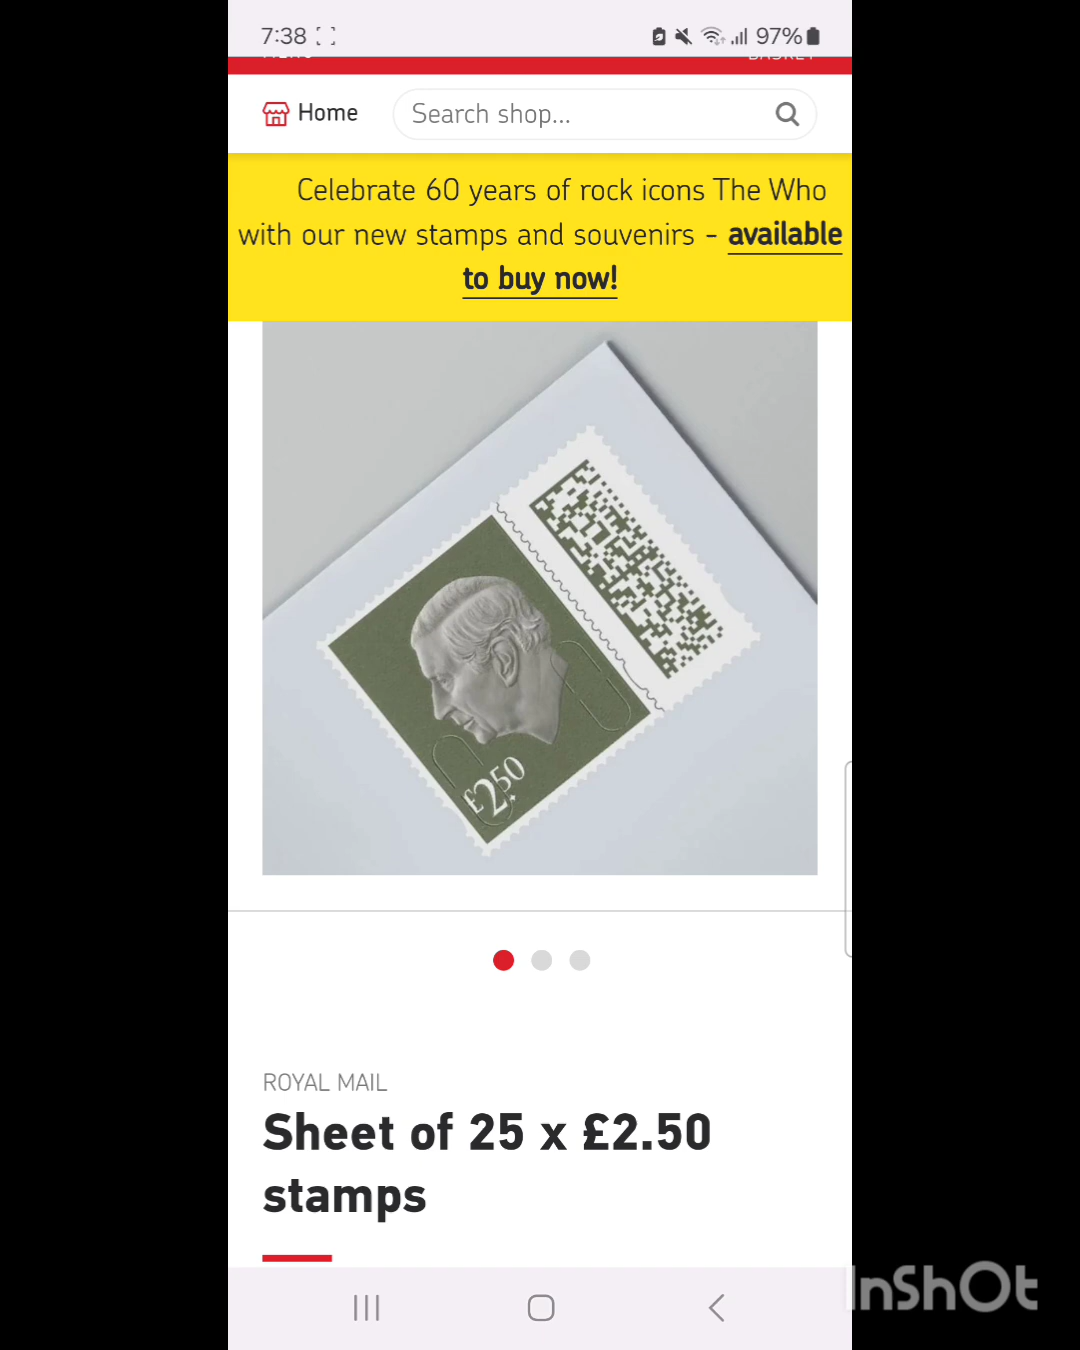 7:38
97%
Home
Search shop...
Celebrate 60 years of rock icons The Who
with our new stamps and souvenirs - available
to buy now!
£2.50
ROYAL MAIL
Sheet of 25 x £2.50
stamps
InShOt